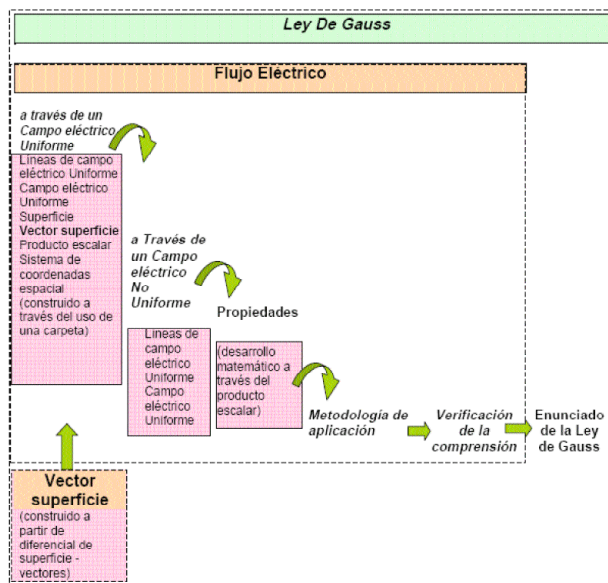 Ley De Gauss
Flujo Eléctrico
a través de un
Campo eléctrico
Uniforme
Líneas de campo
eléctrico Uniforme
Campo eléctrico
Uniforme
Superficie
Vector superficie
Producto escalar
Sistema de
coordenadas
espacial
(construido a
través del uso de
una carpeta)
a Través de
un Campo
eléctrico
No
Uniforme
Líneas de
campo
eléctrico
Uniforme
Campo
eléctrico
Uniforme
Propiedades
(desarrollo
matemático a
través del
producto
escalar)
Metodología de
aplicación
Verificación
de la
comprensión
Enunciado
de la Ley
de Gauss
Vector
superficie
(construido a
partir de
diferencial de
superficie -
vectores)